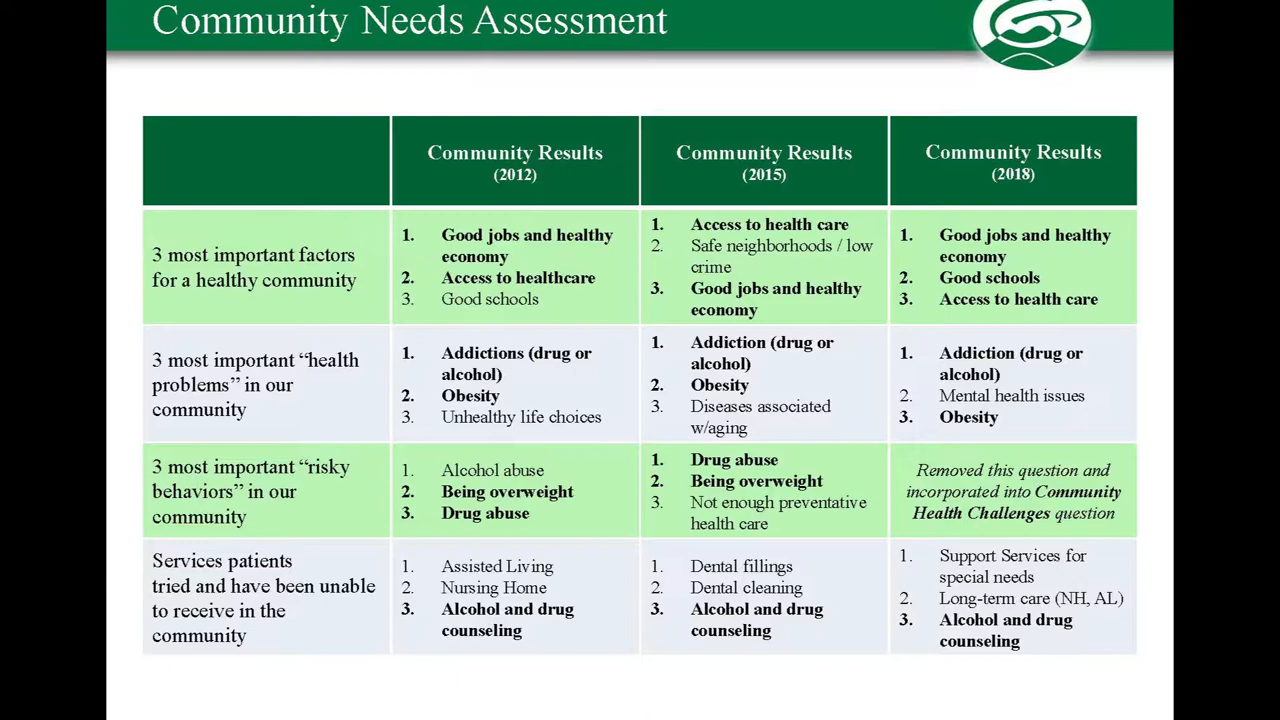 Community Needs Assessment
Community Results
(2012)
Community Results
(2015)
Community Results
(2018)
3 most important factors
for a healthy community
1. Good jobs and healthy
economy
2. Access to healthcare
3. Good schools
1. Access to health care
2. Safe neighborhoods / low
crime
3. Good jobs and healthy
economy
1. Good jobs and healthy
economy
2. Good schools
3. Access to health care
3 most important “health
problems” in our
community
1. Addictions (drug or
alcohol)
2. Obesity
3. Unhealthy life choices
1. Addiction (drug or
alcohol)
2. Obesity
3. Diseases associated
w/aging
1. Addiction (drug or
alcohol)
2. Mental health issues
3. Obesity
3 most important “risky
behaviors” in our
community
1. Alcohol abuse
2. Being overweight
3. Drug abuse
1. Drug abuse
2. Being overweight
3. Not enough preventative
health care
Removed this question and
incorporated into Community
Health Challenges question
Services patients
tried and have been unable
to receive in the
community
1. Assisted Living
2. Nursing Home
3. Alcohol and drug
counseling
1. Dental fillings
2. Dental cleaning
3. Alcohol and drug
counseling
1. Support Services for
special needs
2. Long-term care (NH, AL)
3. Alcohol and drug
counseling